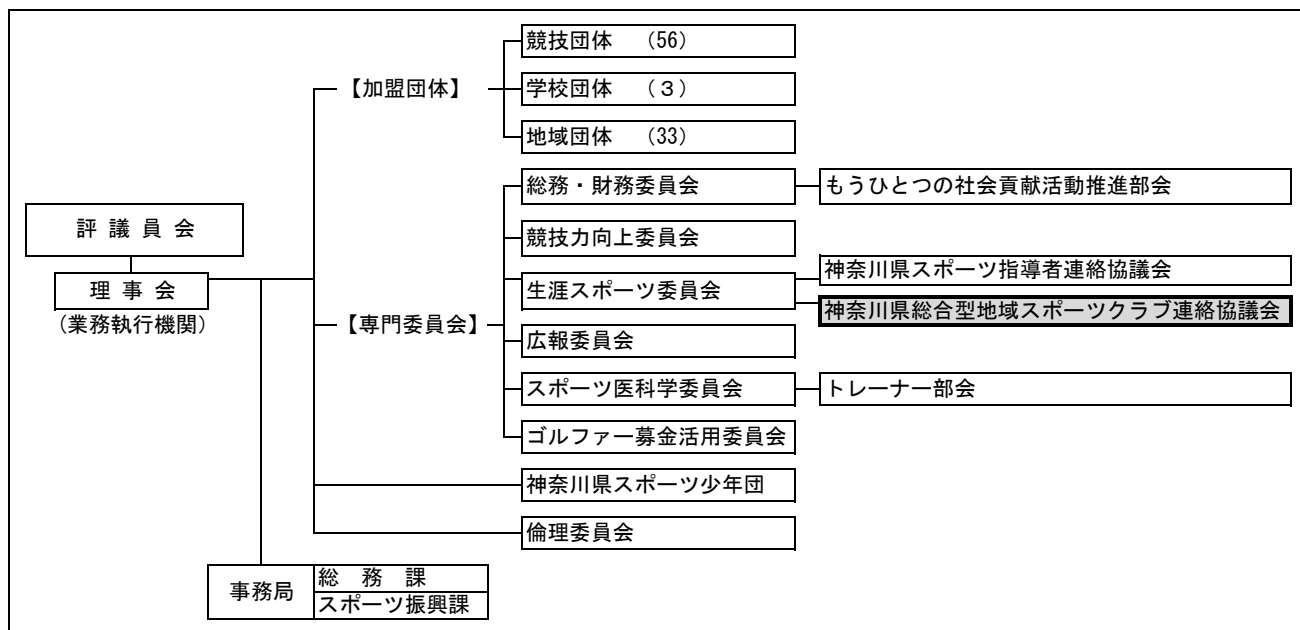 競技団体　（56）
【加盟団体】
学校団体　（３）
地域団体　（33）
総務・財務委員会
もうひとつの社会貢献活動推進部会
評 議 員 会
競技力向上委員会
理 事 会
（業務執行機関）
生涯スポーツ委員会
神奈川県スポーツ指導者連絡協議会
神奈川県総合型地域スポーツクラブ連絡協議会
【専門委員会】
広報委員会
スポーツ医科学委員会
トレーナー部会
ゴルファー募金活用委員会
神奈川県スポーツ少年団
倫理委員会
事務局
総　務　課
スポーツ振興課